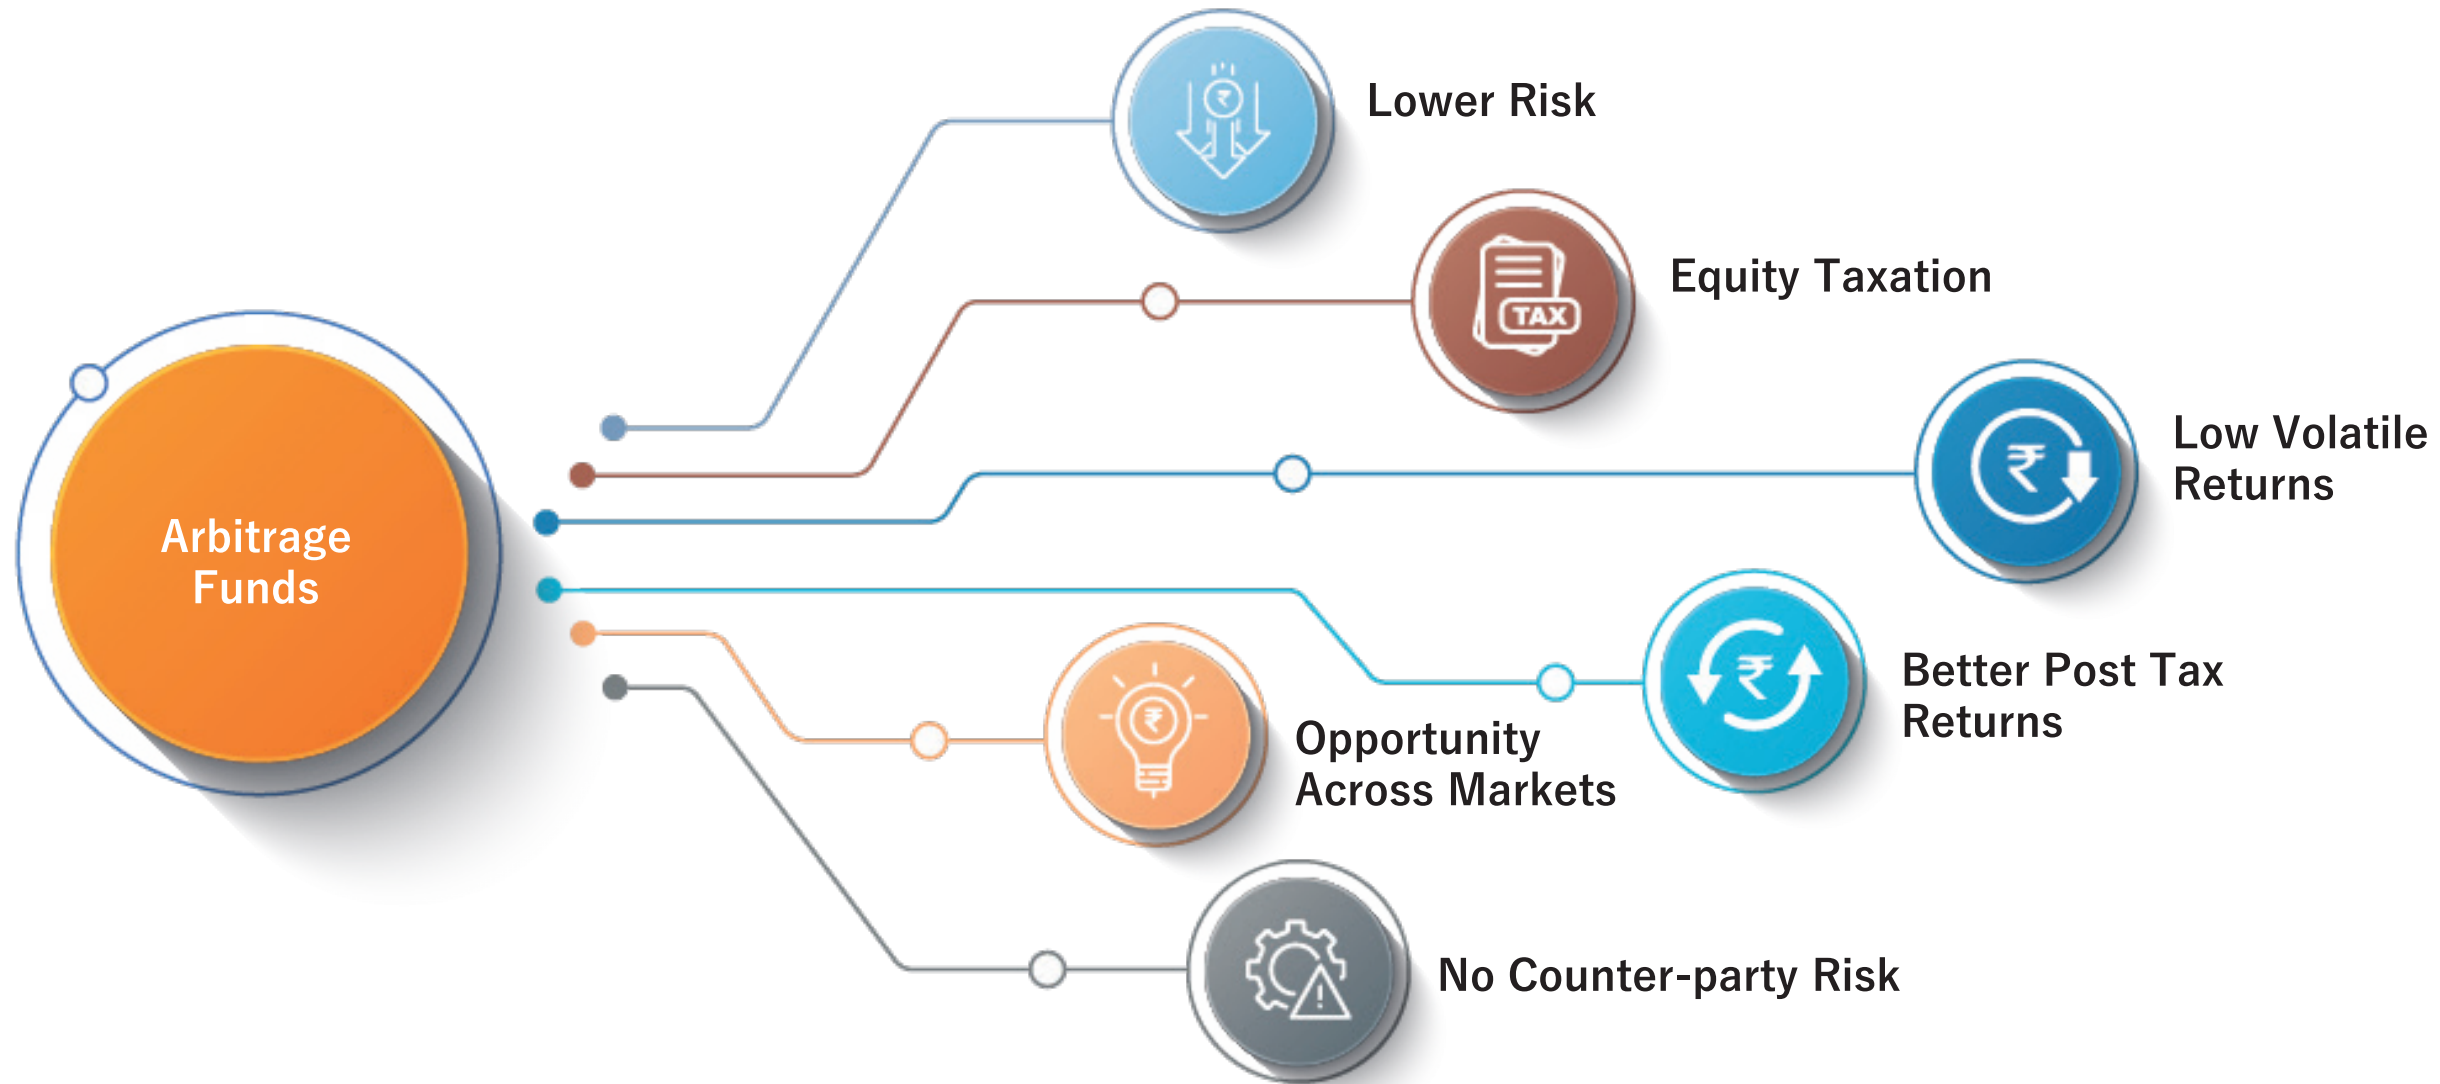 Lower Risk
Equity Taxation
TAX
Low Volatile
Returns
Arbitrage
Funds
Better Post Tax
Returns
Opportunity
Across Markets
No Counter-party Risk